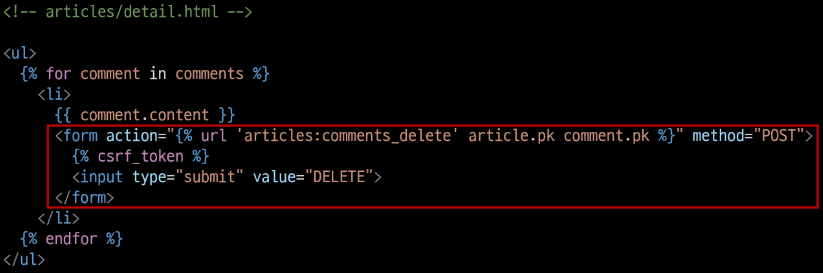 <!-- articles/detail.html -->
<ul>
{% for comment in comments %}
<li>
{{ comment.content }}
<form action="{% url 'articles:comments_delete' article.pk comment.pk %}" method="POST">
{% csrf_token %}
<input type="submit" value="DELETE">
</form>
</li>
{% endfor %}
</ul>